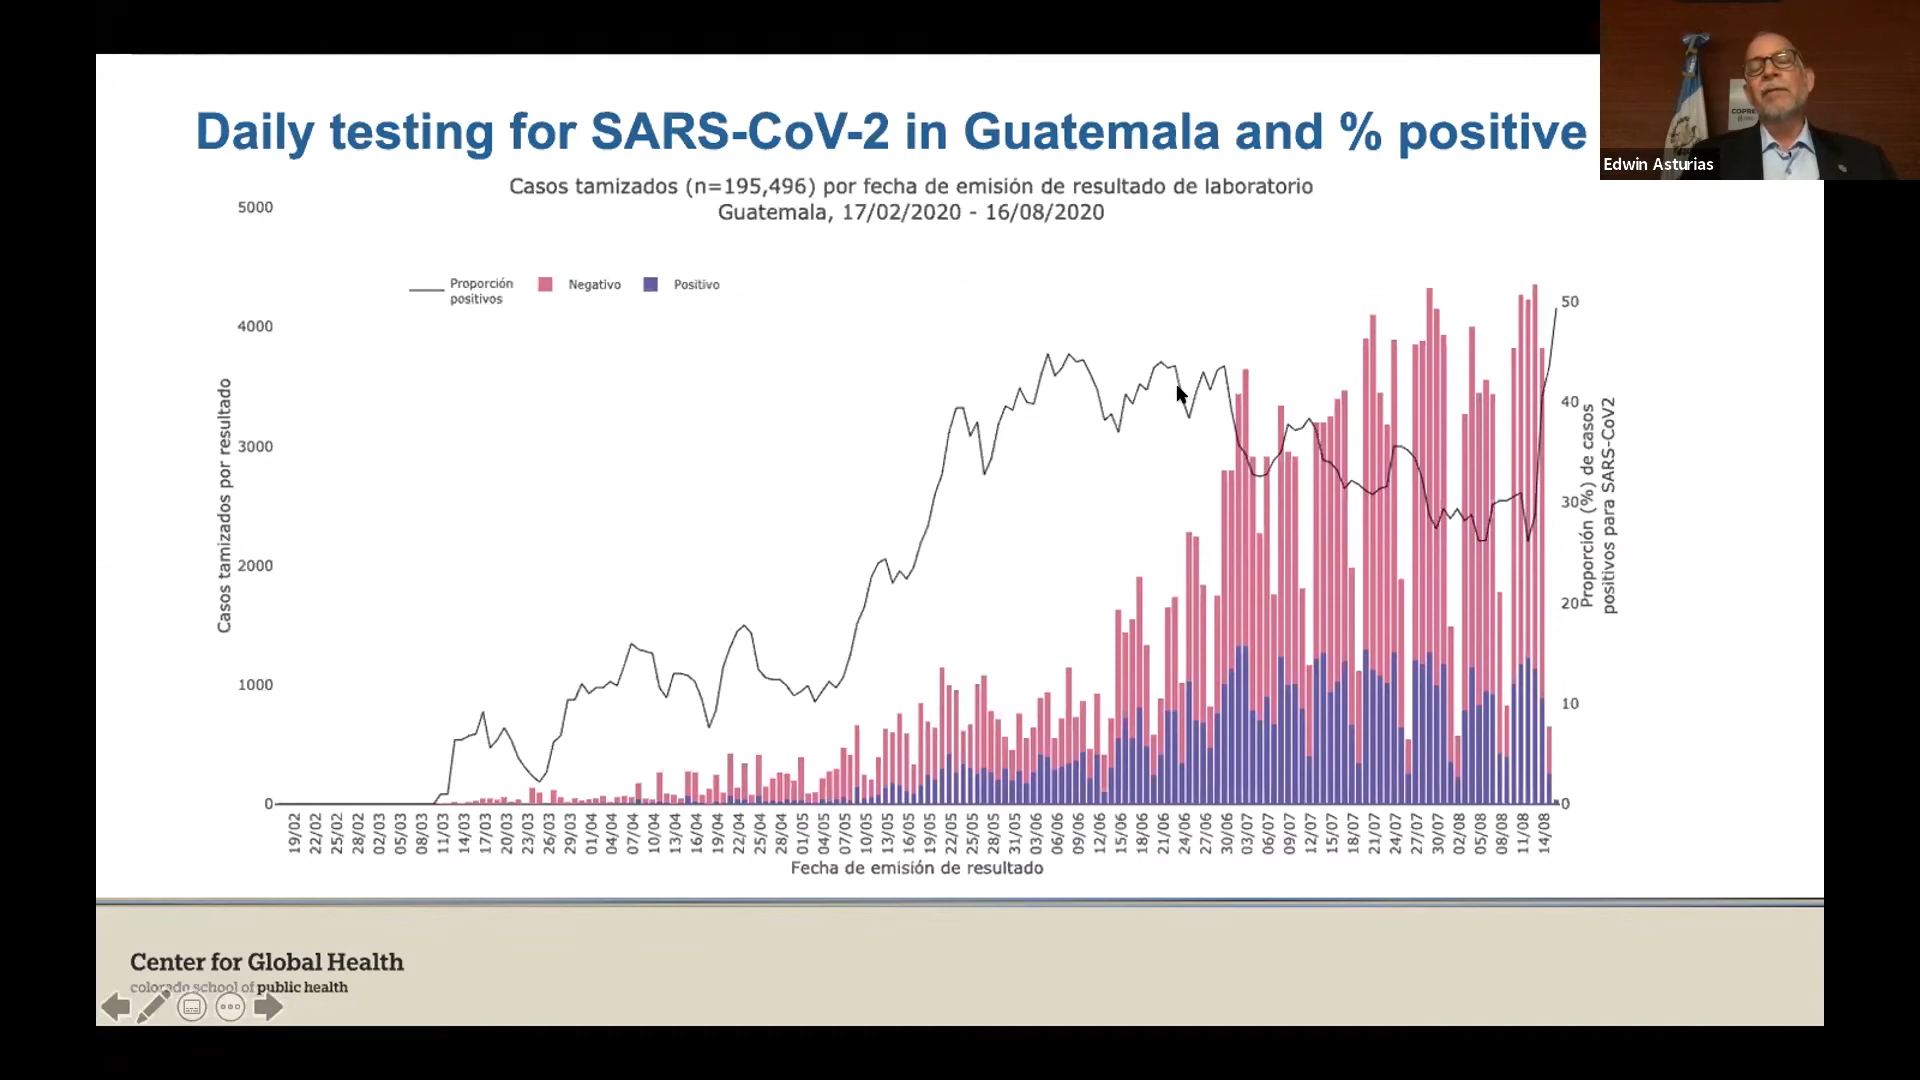 Daily testing for SARS-CoV-2 in Guatemala and % positive
Edwin Asturias
Casos tamizados (n=195,496) por fecha de emisión de resultado de laboratorio
Guatemala, 17/02/2020 - 16/08/2020
Proporción
positivos
Negativo
Positivo
Casos tamizados por resultado
5000
4000
3000
2000
1000
0
50
40
30
20
10
0
Proporción (%) de casos
positivos para SARS-CoV2
19/02 22/02 25/02 28/02 02/03 05/03 08/03 11/03 14/03 17/03 20/03 23/03 26/03 29/03 01/04 04/04 07/04 10/04 13/04 16/04 19/04 22/04 25/04 28/04 01/05 04/05 07/05 10/05 13/05 16/05 19/05 22/05 25/05 28/05 31/05 03/06 06/06 09/06 12/06 15/06 18/06 21/06 24/06 27/06 30/06 03/07 06/07 09/07 12/07 15/07 18/07 21/07 24/07 27/07 30/07 02/08 05/08 08/08 11/08 14/08
Fecha de emisión de resultado
Center for Global Health
colorado school of public health